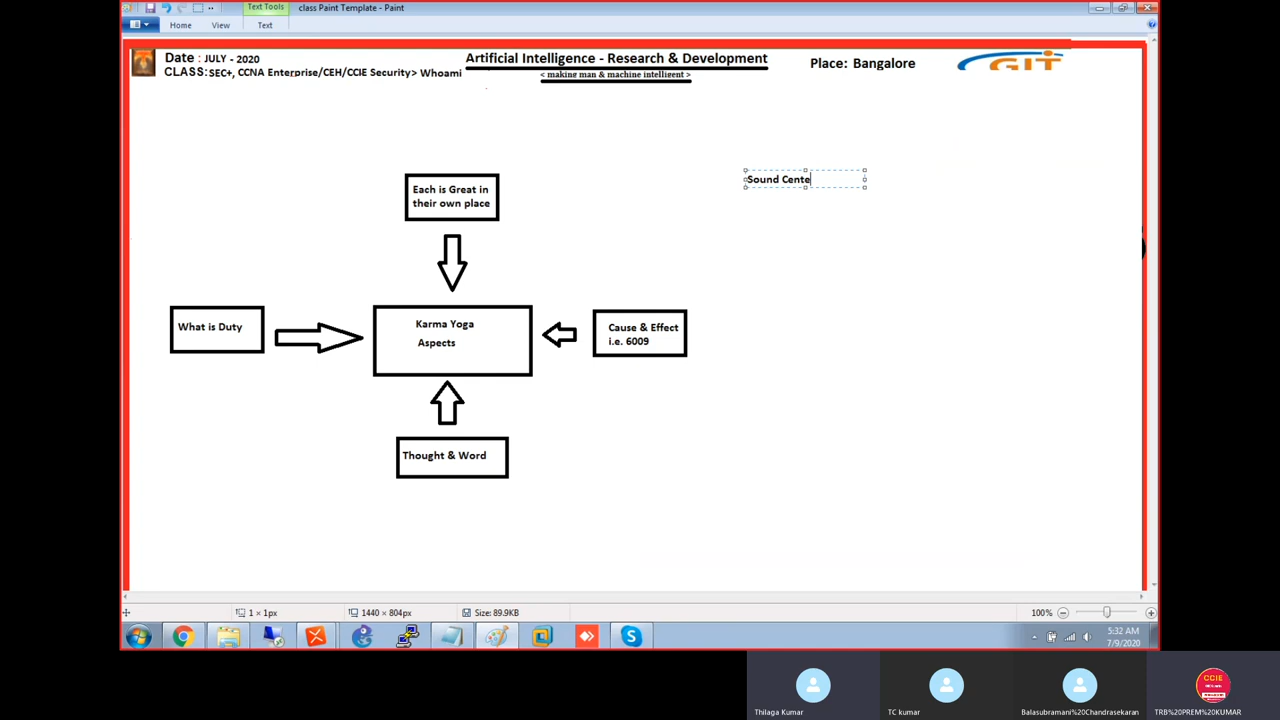 Text Tools
class Paint Template - Paint
Home View Text
Date : JULY - 2020
CLASS:SEC+, CCNA Enterprise/CEH/CCIE Security> Whoami
Artificial Intelligence - Research & Development
< making man & machine intelligent >
Place: Bangalore
GIT
Sound Cente
Each is Great in
their own place
What is Duty
Karma Yoga
Aspects
Cause & Effect
i.e. 6009
Thought & Word
1 × 1px
1440 × 804px
Size: 89.9KB
100%
5:32 AM
7/9/2020
Thilaga Kumar
TC kumar
Balasubramani%20Chandrasekaran
CCIE
TRB%20PREM%20KUMAR